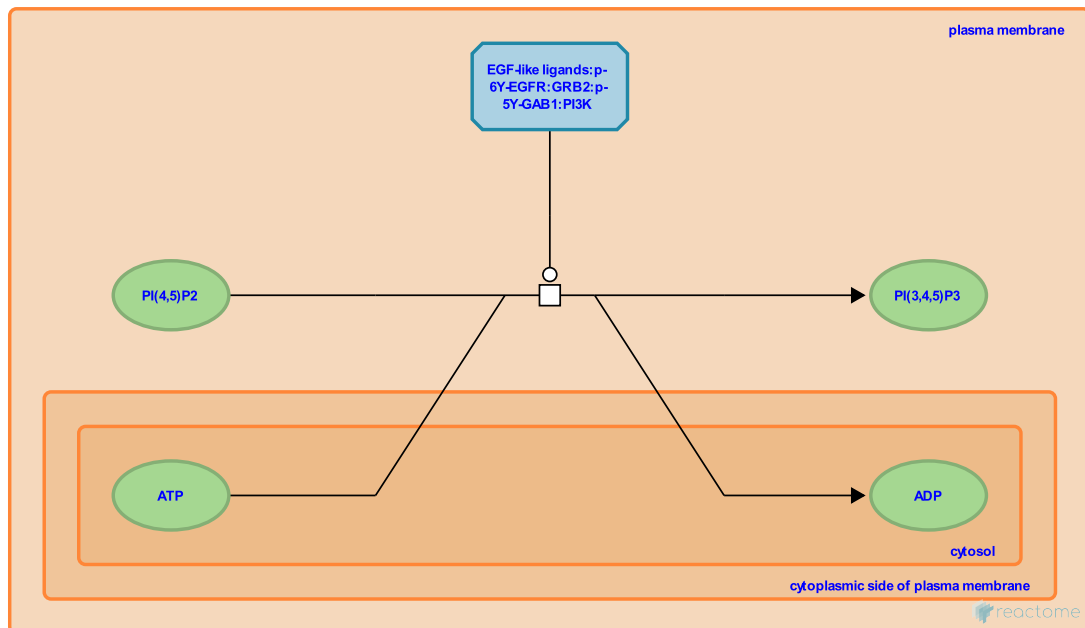 plasma membrane
EGF-like ligands:p-
6Y-EGFR:GRB2:p-
5Y-GAB1:PI3K
PI(4,5)P2
PI(3,4,5)P3
ATP
ADP
cytosol
cytoplasmic side of plasma membrane
reactome